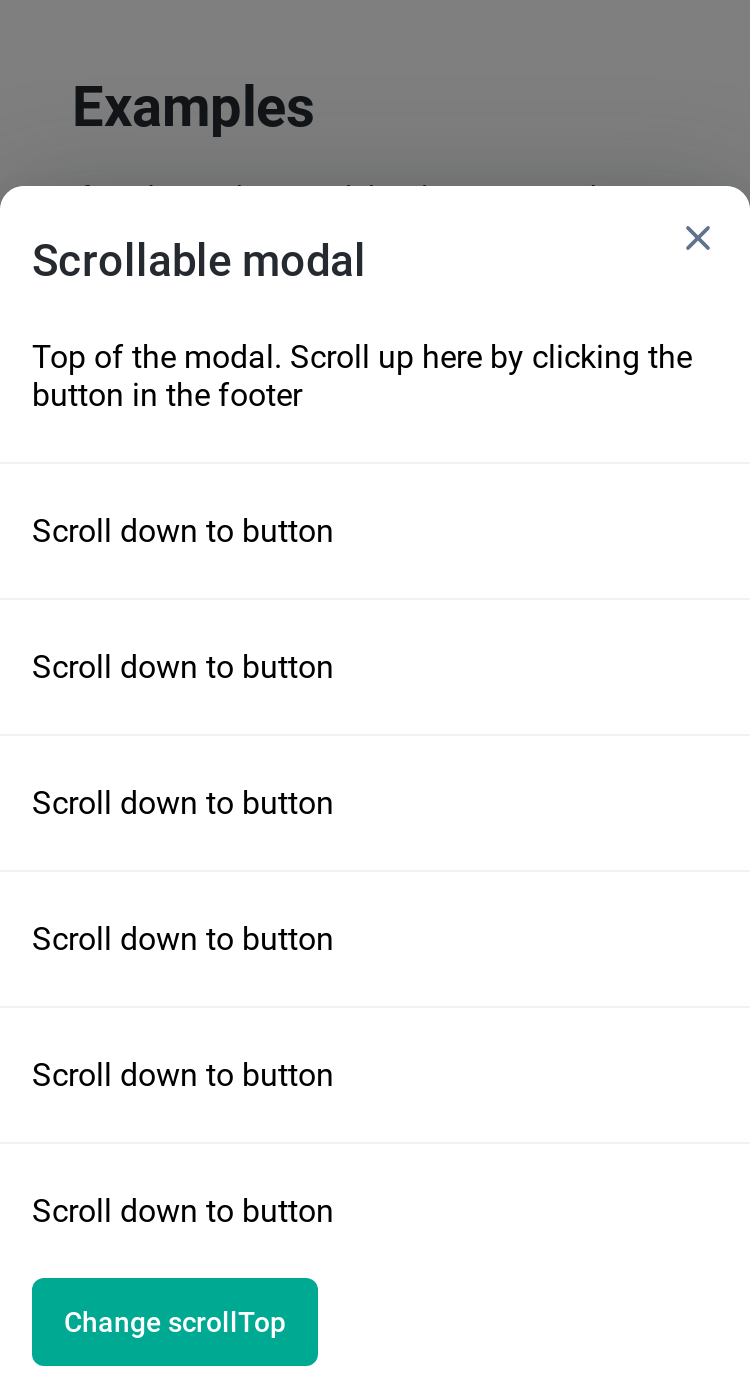 Examples
Scrollable modal
Top of the modal. Scroll up here by clicking the
button in the footer
Scroll down to button
Scroll down to button
Scroll down to button
Scroll down to button
Scroll down to button
Scroll down to button
Change scrollTop